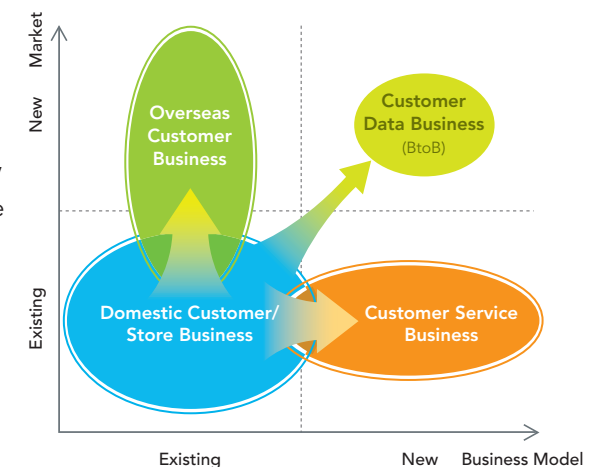 Market
New
Existing
Overseas
Customer
Business
Customer
Data Business
(BtoB)
Domestic Customer/
Store Business
Customer Service
Business
Existing
New
Business Model